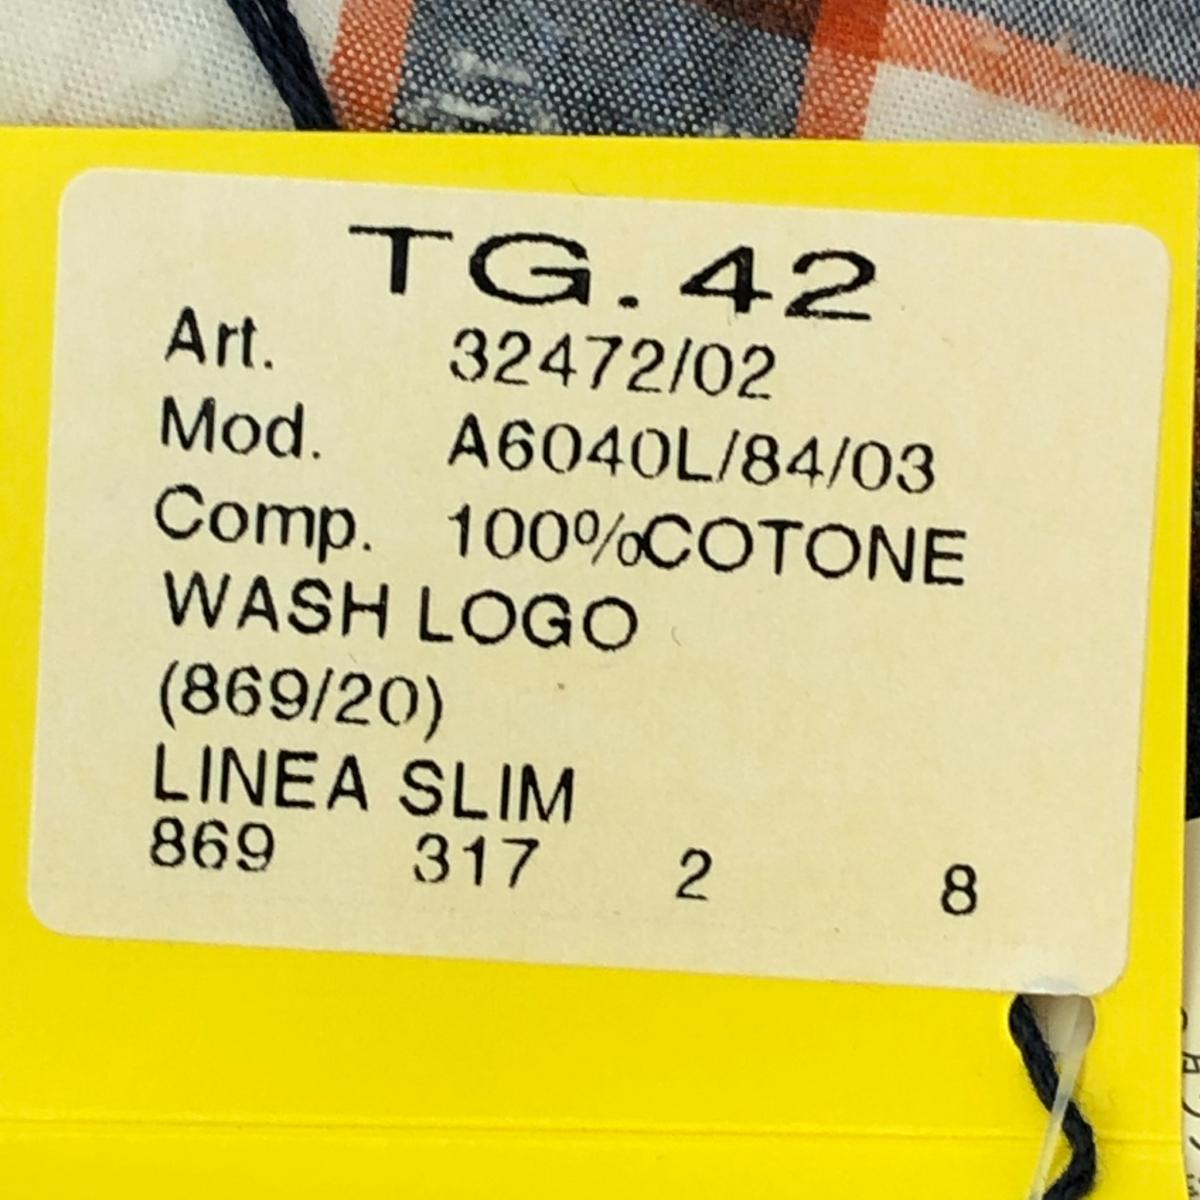 TG.42
Art. 32472/02
Mod. A6040L/84/03
Comp. 100%COTONE
WASH LOGO
(869/20)
LINEA SLIM
869 317 2 8